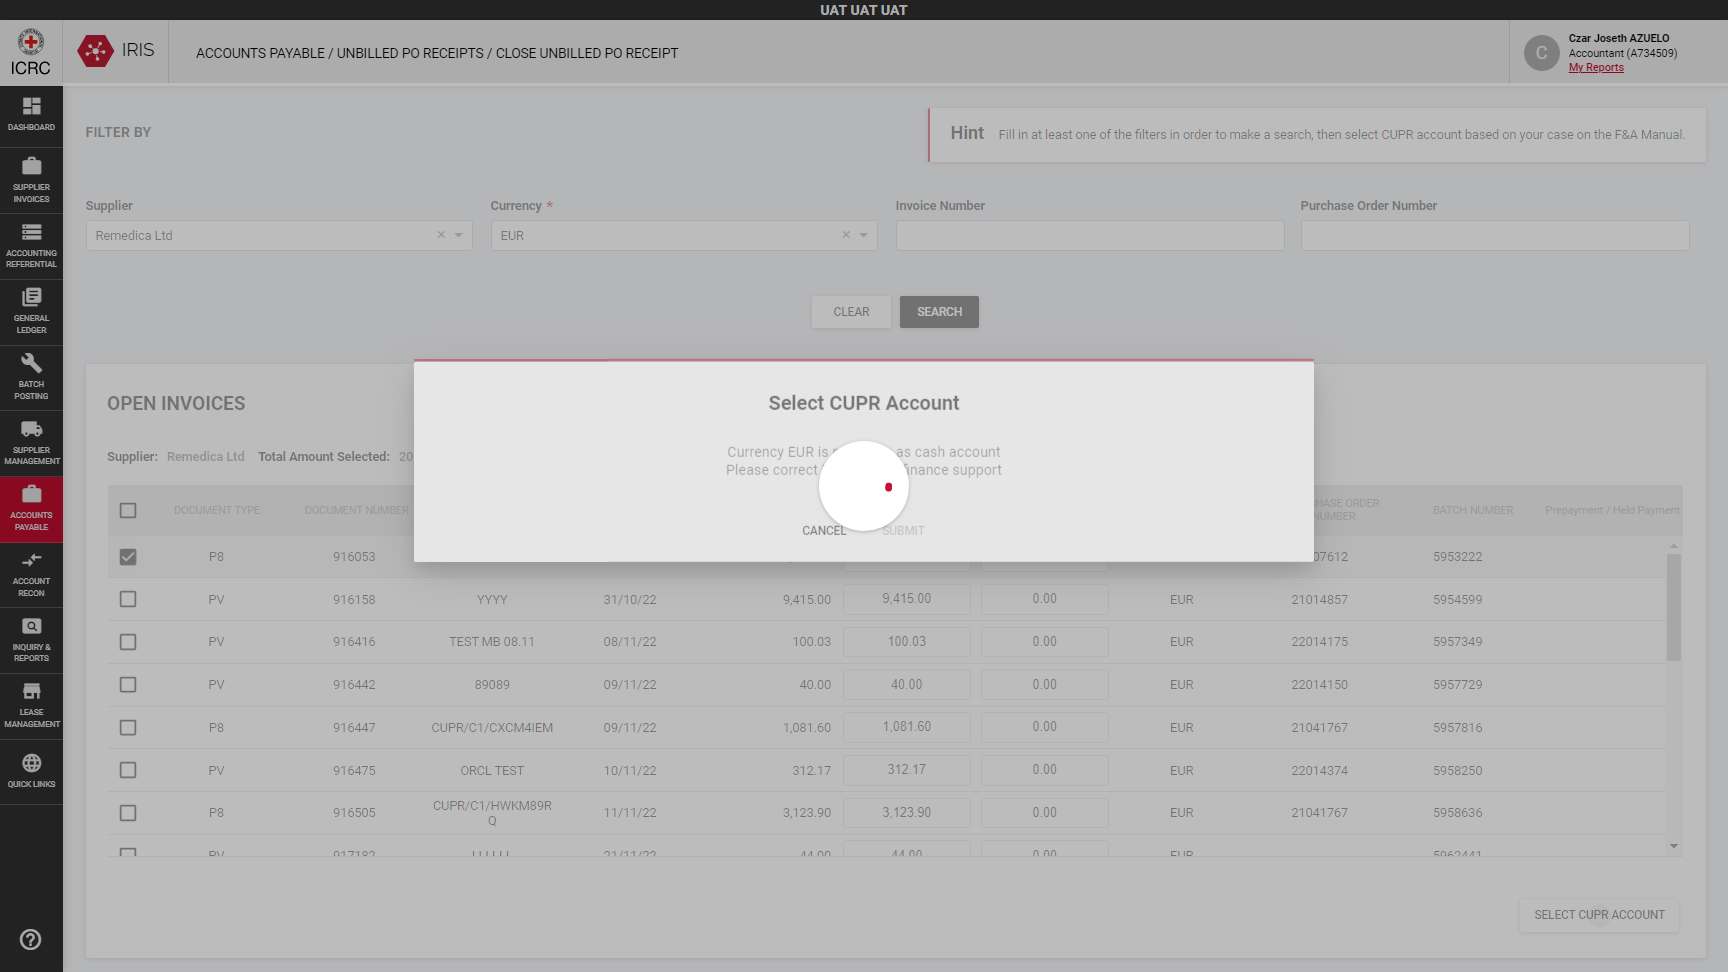 UAT UAT UAT
ICRC
IRIS
ACCOUNTS PAYABLE / UNBILLED PO RECEIPTS / CLOSE UNBILLED PO RECEIPT
C
Czar Joseth AZUELO
Accountant (A734509)
My Reports
DASHBOARD
SUPPLIER
INVOICES
ACCOUNTING
REFERENTIAL
GENERAL
LEDGER
BATCH
POSTING
SUPPLIER
MANAGEMENT
ACCOUNTS
PAYABLE
ACCOUNT
RECON
INQUIRY &
REPORTS
LEASE
MANAGEMENT
QUICK LINKS
FILTER BY
Hint Fill in at least one of the filters in order to make a search, then select CUPR account based on your case on the F&A Manual.
Supplier Currency * Invoice Number Purchase Order Number
Remedica Ltd × EUR ×
CLEAR SEARCH
OPEN INVOICES
Supplier: Remedica Ltd Total Amount Selected: 20
Select CUPR Account
Currency EUR is as cash account
Please correct finance support
CANCEL SUBMIT
DOCUMENT TYPE DOCUMENT NUMBER HASE ORDER
NUMBER BATCH NUMBER Prepayment / Held Payment
P8 916053 07612 5953222
PV 916158 YYYY 31/10/22 9,415.00 9,415.00 0.00 EUR 21014857 5954599
PV 916416 TEST MB 08.11 08/11/22 100.03 100.03 0.00 EUR 22014175 5957349
PV 916442 89089 09/11/22 40.00 40.00 0.00 EUR 22014150 5957729
P8 916447 CUPR/C1/CXCM4IEM 09/11/22 1,081.60 1,081.60 0.00 EUR 21041767 5957816
PV 916475 ORCL TEST 10/11/22 312.17 312.17 0.00 EUR 22014374 5958250
P8 916505 CUPR/C1/HWKM89R
Q 11/11/22 3,123.90 3,123.90 0.00 EUR 21041767 5958636
PV 917182 21/11/22 44.00 44.00 0.00 EUR 5962441
SELECT CUPR ACCOUNT